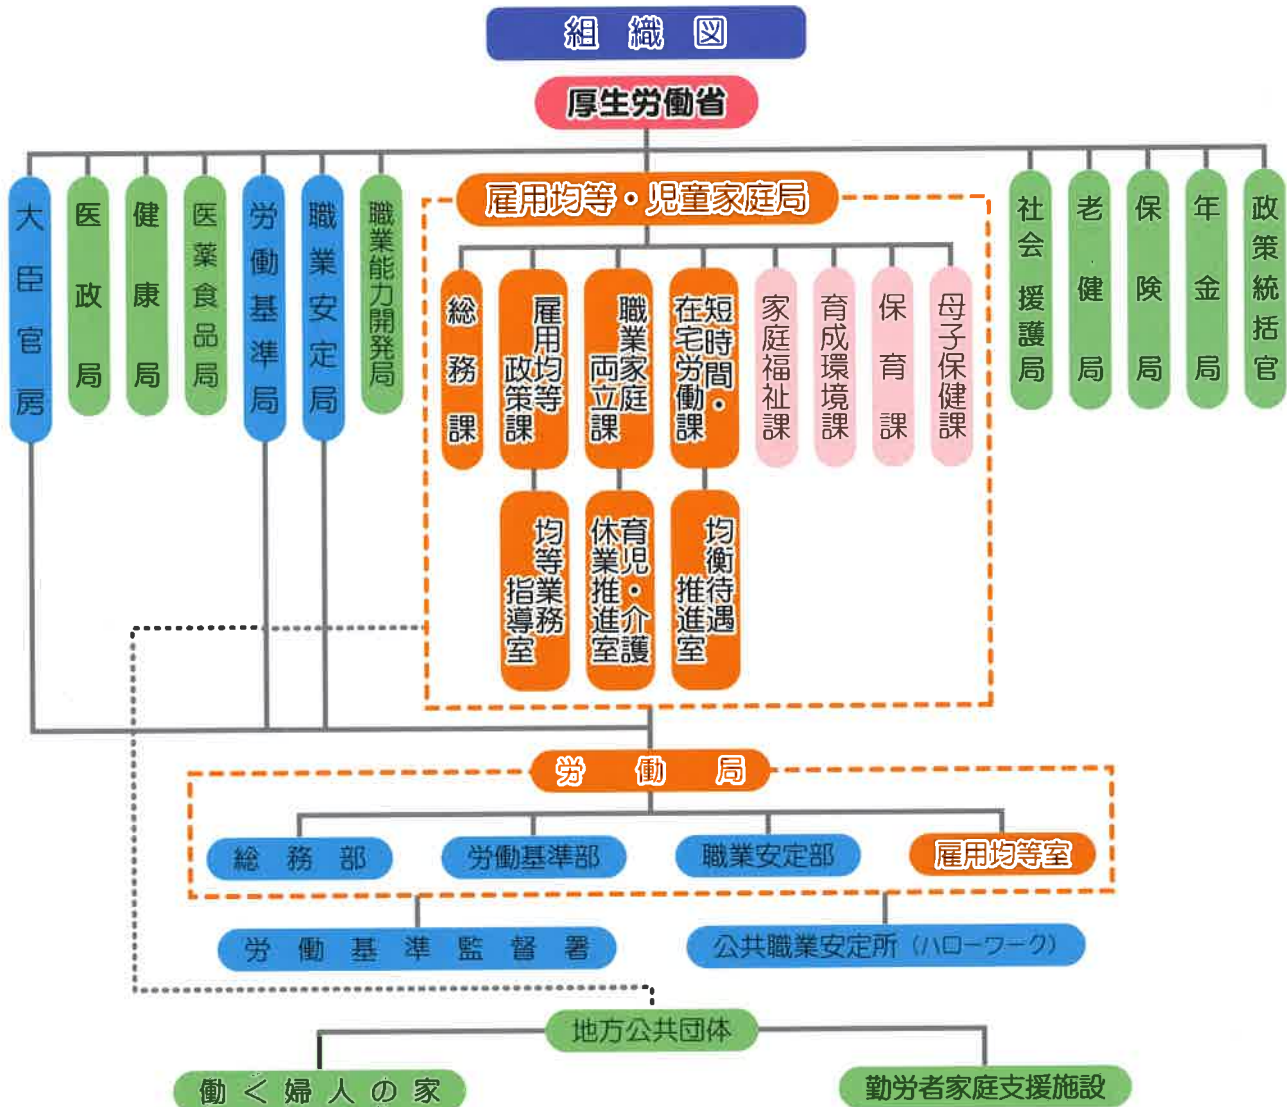 組織図
厚生労働省
大臣官房
医政局
健康局
医薬食品局
労働基準局
職業安定局
職業能力開発局
雇用均等・児童家庭局
社会援護局
老健局
保険局
年金局
政策統括官
総務課
雇用均等
政策課
職業家庭
両立課
短時間・
在宅労働課
家庭福祉課
育成環境課
保育課
母子保健課
均等業務
指導室
育児・介護
休業推進室
均衡待遇
推進室
労働局
総務部
労働基準部
職業安定部
雇用均等室
労働基準監督署
公共職業安定所（ハローワーク）
地方公共団体
働く婦人の家
勤労者家庭支援施設